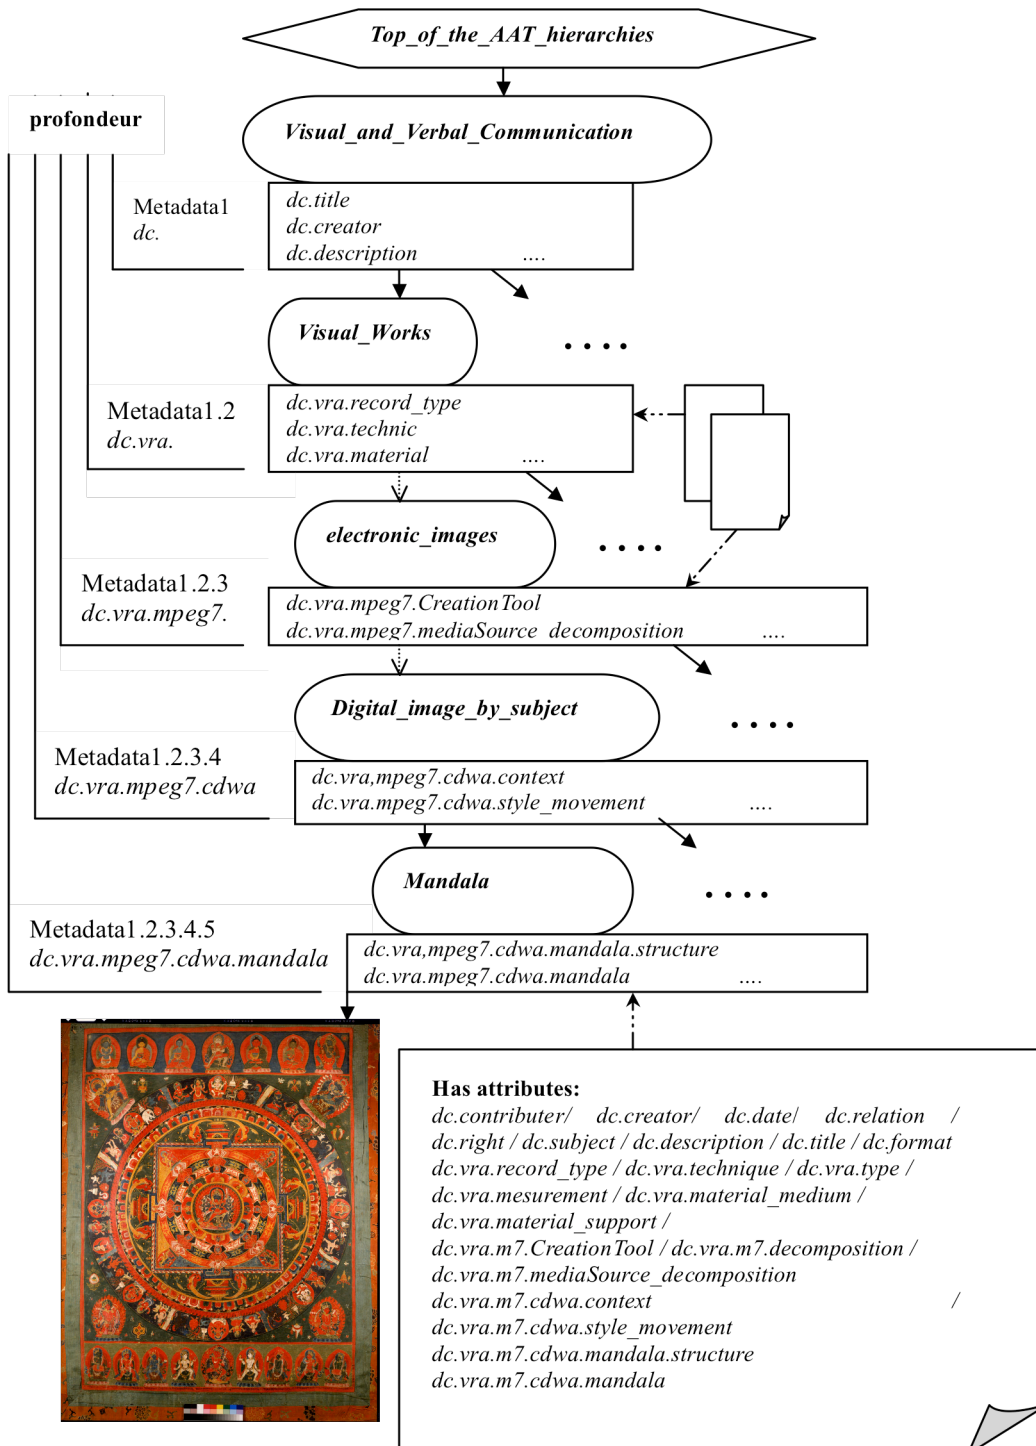 Top_of_the_AAT_hierarchies
profondeur
Visual_and_Verbal_Communication
Metadata1
dc.
dc.title
dc.creator
dc.description ....
Visual_Works
....
Metadata1.2
dc.vra.
dc.vra.record_type
dc.vra.technic
dc.vra.material ....
electronic_images
....
Metadata1.2.3
dc.vra.mpeg7.
dc.vra.mpeg7.CreationTool
dc.vra.mpeg7.mediaSource_decomposition ....
Digital_image_by_subject
....
Metadata1.2.3.4
dc.vra.mpeg7.cdwa
dc.vra,mpeg7.cdwa.context
dc.vra.mpeg7.cdwa.style_movement ....
Mandala
....
Metadata1.2.3.4.5
dc.vra.mpeg7.cdwa.mandala
dc.vra,mpeg7.cdwa.mandala.structure
dc.vra,mpeg7.cdwa.mandala ....
Has attributes:
dc.contributer/ dc.creator/ dc.date/ dc.relation /
dc.right / dc.subject / dc.description / dc.title / dc.format
dc.vra.record_type / dc.vra.technique / dc.vra.type /
dc.vra.mesurement / dc.vra.material_medium /
dc.vra.material_support /
dc.vra.m7.CreationTool / dc.vra.m7.decomposition /
dc.vra.m7.mediaSource_decomposition
dc.vra.m7.cdwa.context /
dc.vra.m7.cdwa.style_movement
dc.vra.m7.cdwa.mandala.structure
dc.vra.m7.cdwa.mandala